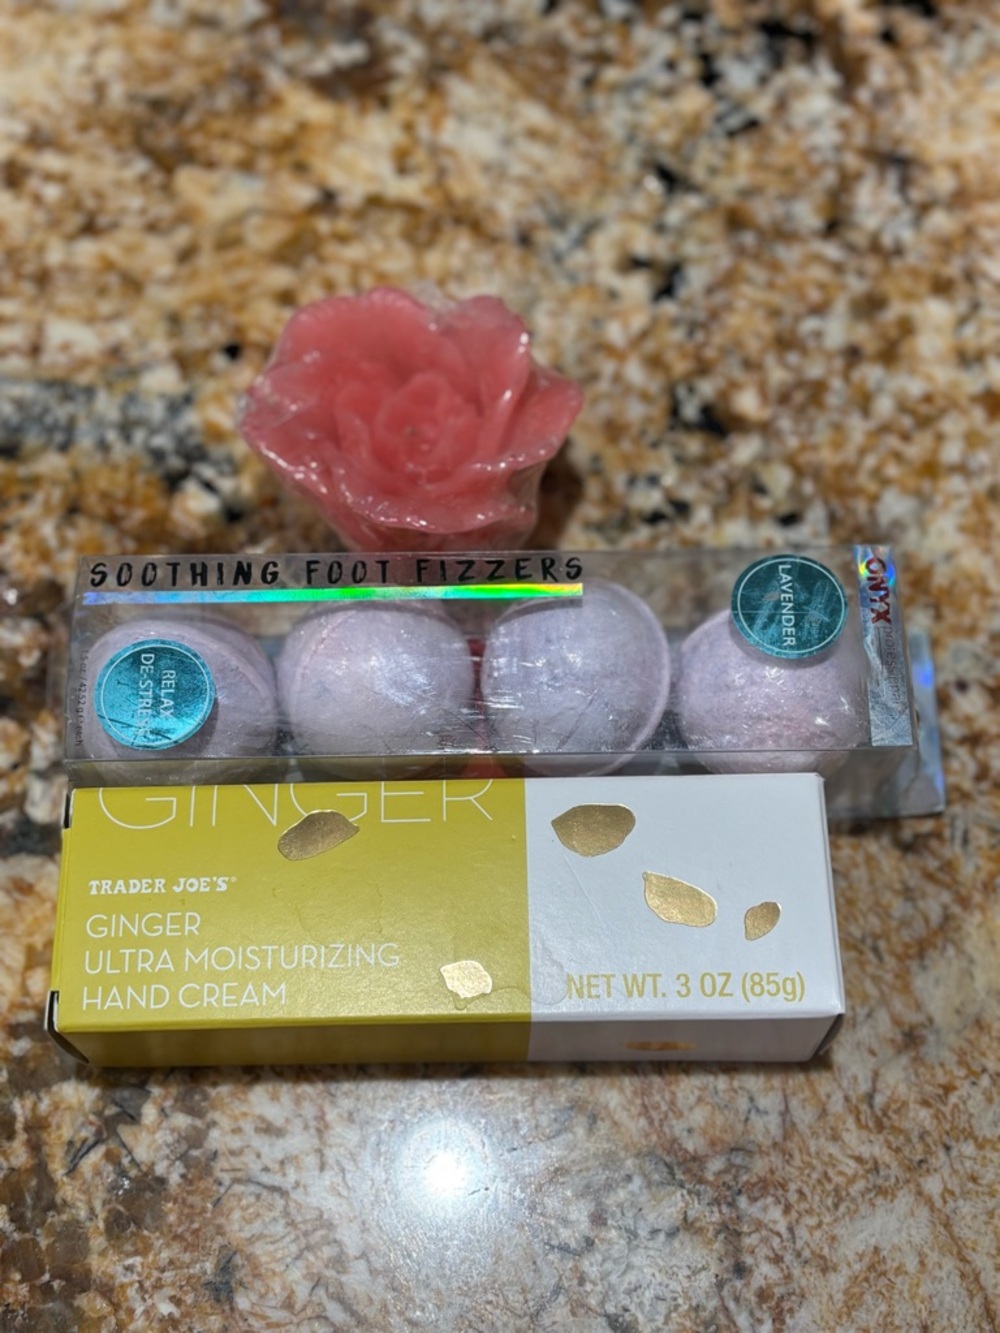 SOOTHING FOOT FIZZERS
LAVENDER
ONYX
RELAX
DE-STRESS
GINGER
TRADER JOE'S®
GINGER
ULTRA MOISTURIZING
HAND CREAM
NET WT. 3 OZ (85g)